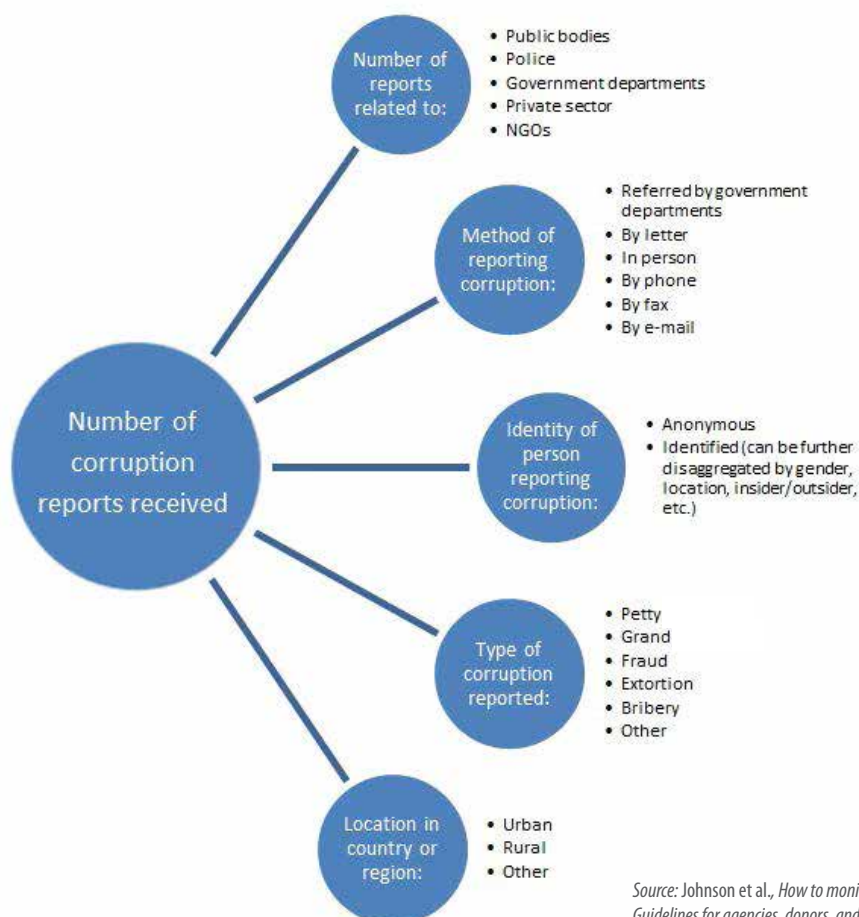 Number of
reports
related to:
• Public bodies
• Police
• Government departments
• Private sector
• NGOs
Method of
reporting
corruption:
• Referred by government
departments
• By letter
• In person
• By phone
• By fax
• By e-mail
Number of
corruption
reports received
Identity of
person
reporting
corruption:
• Anonymous
• Identified (can be further
disaggregated by gender,
location, insider/outsider,
etc.)
Type of
corruption
reported:
• Petty
• Grand
• Fraud
• Extortion
• Bribery
• Other
Location in
country or
region:
• Urban
• Rural
• Other
Source: Johnson et al., How to moni
Guidelines for agencies, donors, and